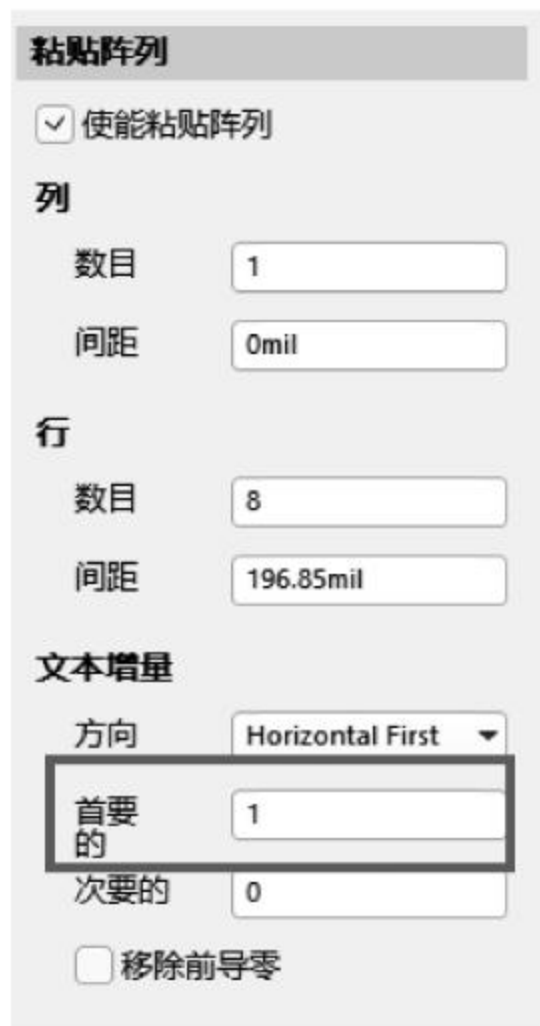 粘贴阵列
使能粘贴阵列
列
数目 1
间距 0mil
行
数目 8
间距 196.85mil
文本增量
方向 Horizontal First
首要的 1
次要的 0
移除前导零